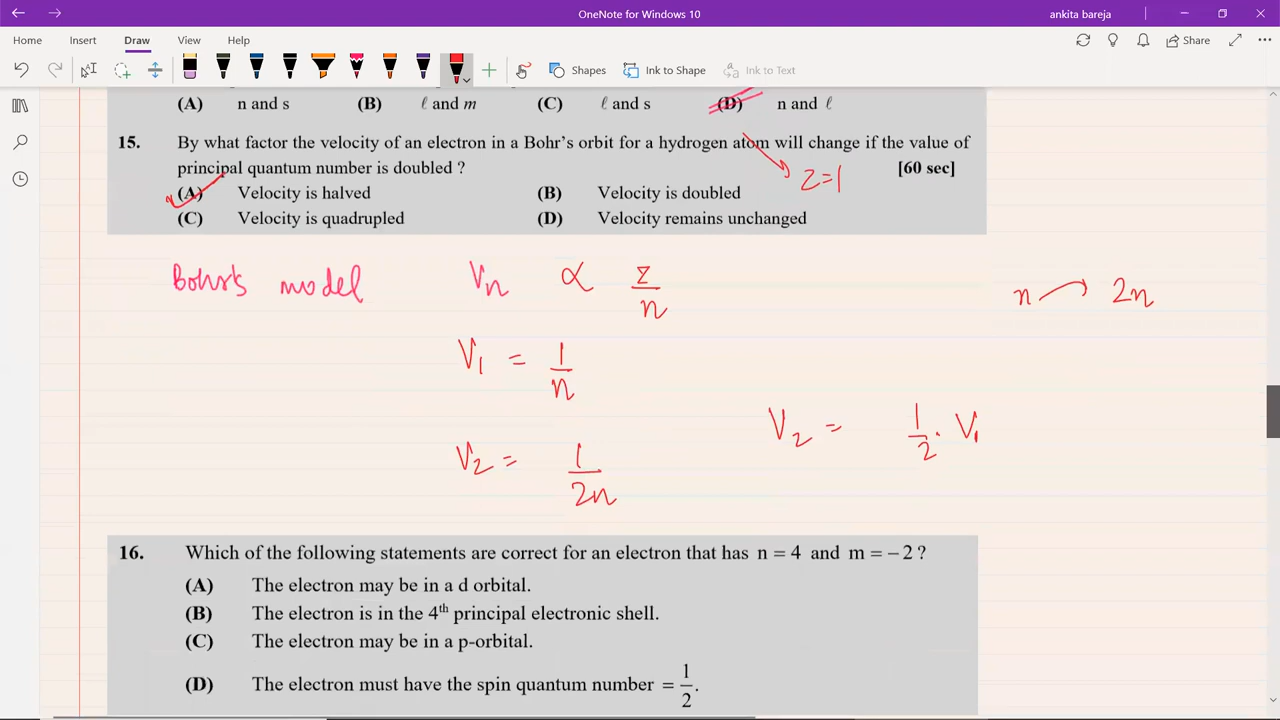 OneNote for Windows 10
ankita bareja
Home Insert Draw View Help
Share
Shapes Ink to Shape Ink to Text
(A) n and s (B) ℓ and m (C) ℓ and s (D) n and ℓ
15. By what factor the velocity of an electron in a Bohr's orbit for a hydrogen atom will change if the value of
principal quantum number is doubled ? [60 sec]
z=1
(A) Velocity is halved (B) Velocity is doubled
(C) Velocity is quadrupled (D) Velocity remains unchanged
Bohr's model Vn ∝ z/n
n → 2n
V1 = 1/n
V2 = 1/2 . V1
V2 = 1/2n
16. Which of the following statements are correct for an electron that has n = 4 and m = −2 ?
(A) The electron may be in a d orbital.
(B) The electron is in the 4th principal electronic shell.
(C) The electron may be in a p-orbital.
(D) The electron must have the spin quantum number = 1/2.